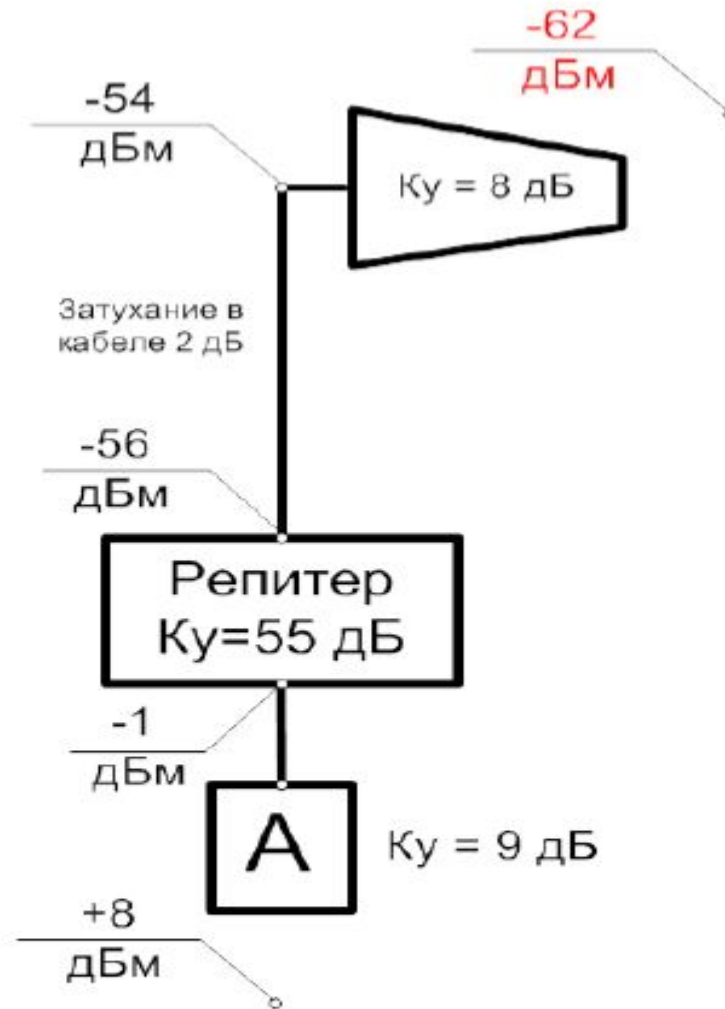 -62
дБм
-54
дБм
Ку = 8 дБ
Затухание в
кабеле 2 дБ
-56
дБм
Репитер
Ку=55 дБ
-1
дБм
А
Ку = 9 дБ
+8
дБм